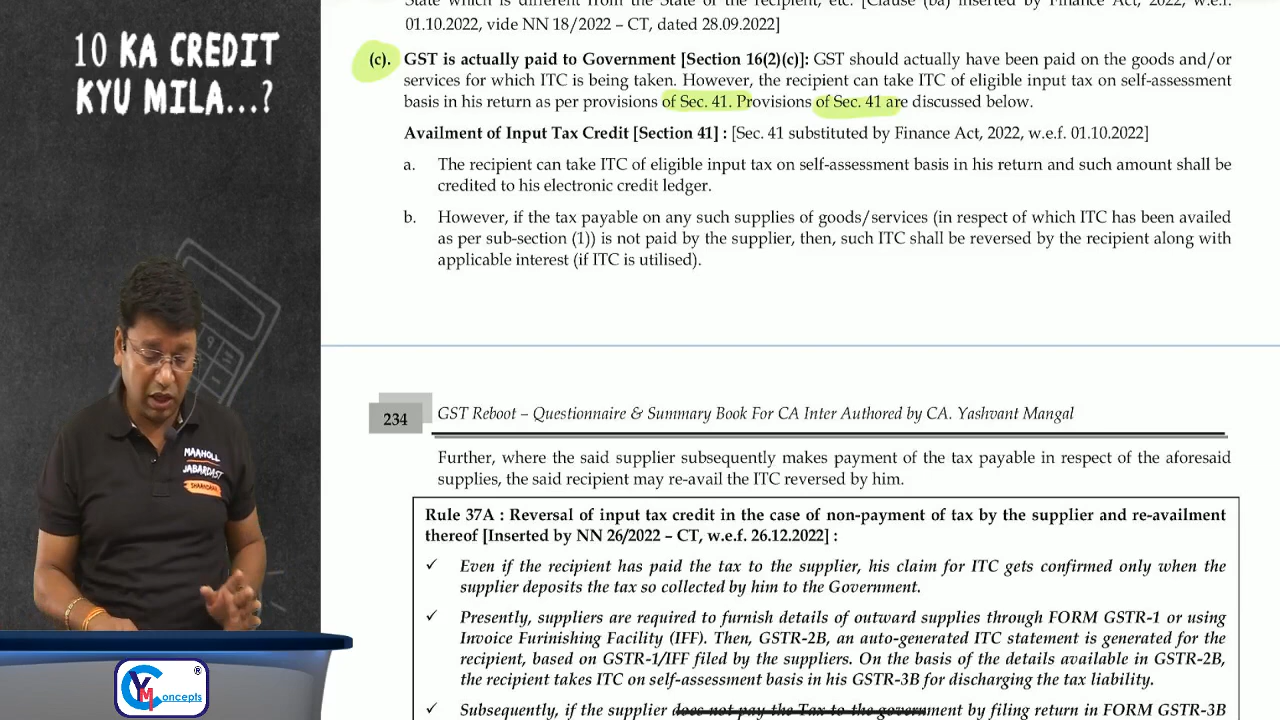 10 KA CREDIT
KYU MILA...?
State which is different from the State of the recipient, etc. [Clause (ba) inserted by Finance Act, 2022, w.e.f.
01.10.2022, vide NN 18/2022 – CT, dated 28.09.2022]
(c). GST is actually paid to Government [Section 16(2)(c)]: GST should actually have been paid on the goods and/or
services for which ITC is being taken. However, the recipient can take ITC of eligible input tax on self-assessment
basis in his return as per provisions of Sec. 41. Provisions of Sec. 41 are discussed below.
Availment of Input Tax Credit [Section 41] : [Sec. 41 substituted by Finance Act, 2022, w.e.f. 01.10.2022]
a. The recipient can take ITC of eligible input tax on self-assessment basis in his return and such amount shall be
credited to his electronic credit ledger.
b. However, if the tax payable on any such supplies of goods/services (in respect of which ITC has been availed
as per sub-section (1)) is not paid by the supplier, then, such ITC shall be reversed by the recipient along with
applicable interest (if ITC is utilised).
234 GST Reboot – Questionnaire & Summary Book For CA Inter Authored by CA. Yashvant Mangal
Further, where the said supplier subsequently makes payment of the tax payable in respect of the aforesaid
supplies, the said recipient may re-avail the ITC reversed by him.
Rule 37A : Reversal of input tax credit in the case of non-payment of tax by the supplier and re-availment
thereof [Inserted by NN 26/2022 – CT, w.e.f. 26.12.2022] :
✓ Even if the recipient has paid the tax to the supplier, his claim for ITC gets confirmed only when the
supplier deposits the tax so collected by him to the Government.
✓ Presently, suppliers are required to furnish details of outward supplies through FORM GSTR-1 or using
Invoice Furinishing Facility (IFF). Then, GSTR-2B, an auto-generated ITC statement is generated for the
recipient, based on GSTR-1/IFF filed by the suppliers. On the basis of the details available in GSTR-2B,
the recipient takes ITC on self-assessment basis in his GSTR-3B for discharging the tax liability.
✓ Subsequently, if the supplier does not pay the Tax to the government by filing return in FORM GSTR-3B
MAAHOLL
JABARDAST
YM Concepts ®